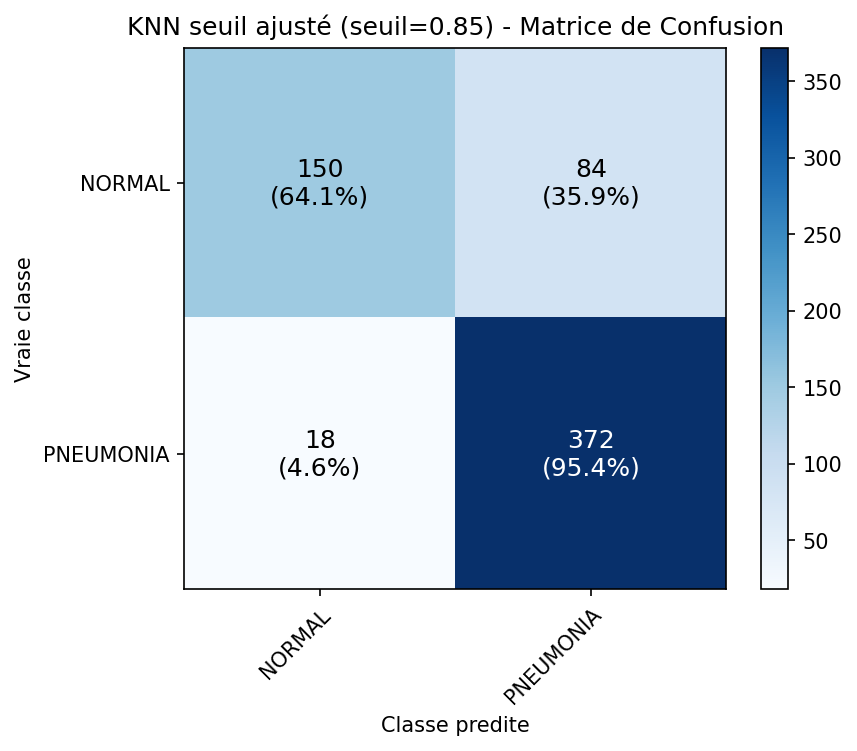 KNN seuil ajusté (seuil=0.85) - Matrice de Confusion
NORMAL
PNEUMONIA
Vraie classe
150
(64.1%)
84
(35.9%)
18
(4.6%)
372
(95.4%)
NORMAL
PNEUMONIA
Classe predite
350
300
250
200
150
100
50